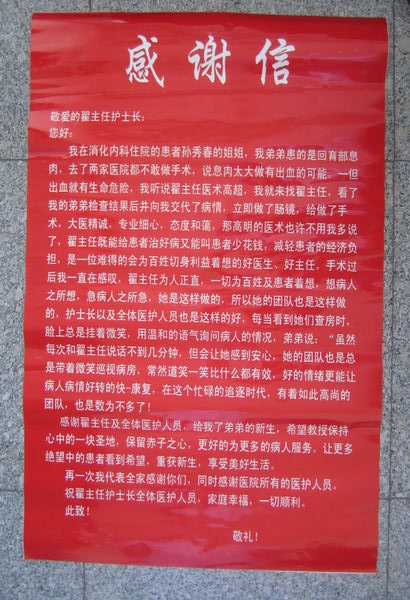 感谢信
敬爱的翟主任护士长：
您好：
我在消化内科住院的患者孙秀春的姐姐，我弟弟患的是回育部息
肉，去了两家医院都不敢做手术，说息肉太大做有出血的可能。一但
出血就有生命危险，我听说翟主任医术高超，我就来找翟主任，看了
我的弟弟检查结果后并向我交代了病情，立即做了肠镜，给做了手
术，大医精诚，专业细心，态度和蔼，那高明的医术也许不用我多说
了，翟主任既能给患者治好病又能叫患者少花钱，减轻患者的经济负
担，是一位难得的会为百姓切身利益着想的好医生、好主任。手术过
后我一直在感叹，翟主任为人正直，一切为百姓及患者着想，想病人
之所想，急病人之所急，她是这样做的，所以她的团队也是这样做
的，护士长以及全体医护人员也是这样的好，每当看到她们查房时，
脸上总是挂着微笑，用温和的语气询问病人的情况，弟弟说：“虽然
每次和翟主任说话不到几分钟，但会让她感到安心，她的团队也是总
是带着微笑巡视病房，常然道笑一笑比什么都有效，好的情绪更能让
病人病情好转的快-康复，在这个忙碌的追逐时代，有着如此高尚的
团队，也是数为不多了！
感谢翟主任及全体医护人员，给我了弟弟的新生，希望教授保持
心中的一块圣地，保留赤子之心，更好的为更多的病人服务。让更多
绝望中的患者看到希望，重获新生，享受美好生活。
再一次我代表全家感谢你们，同时感谢医院所有的医护人员。
祝翟主任护士长全体医护人员，家庭幸福，一切顺利。
此致！
敬礼！